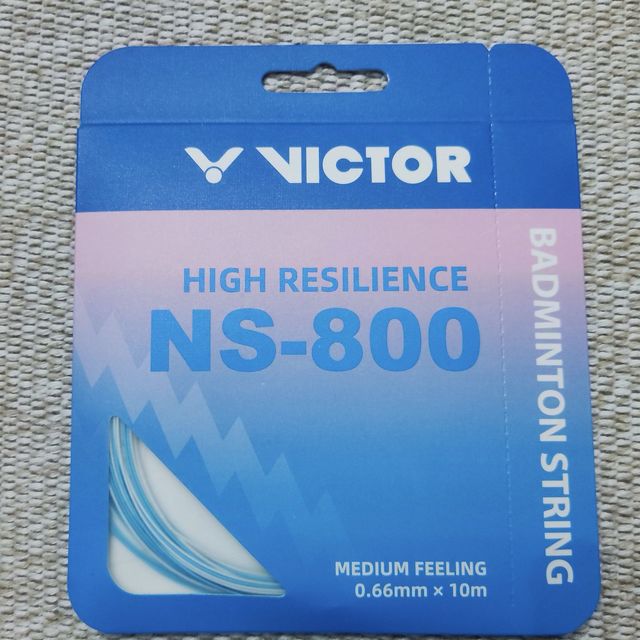 VICTOR
HIGH RESILIENCE
NS-800
MEDIUM FEELING
0.66mm × 10m
BADMINTON STRING